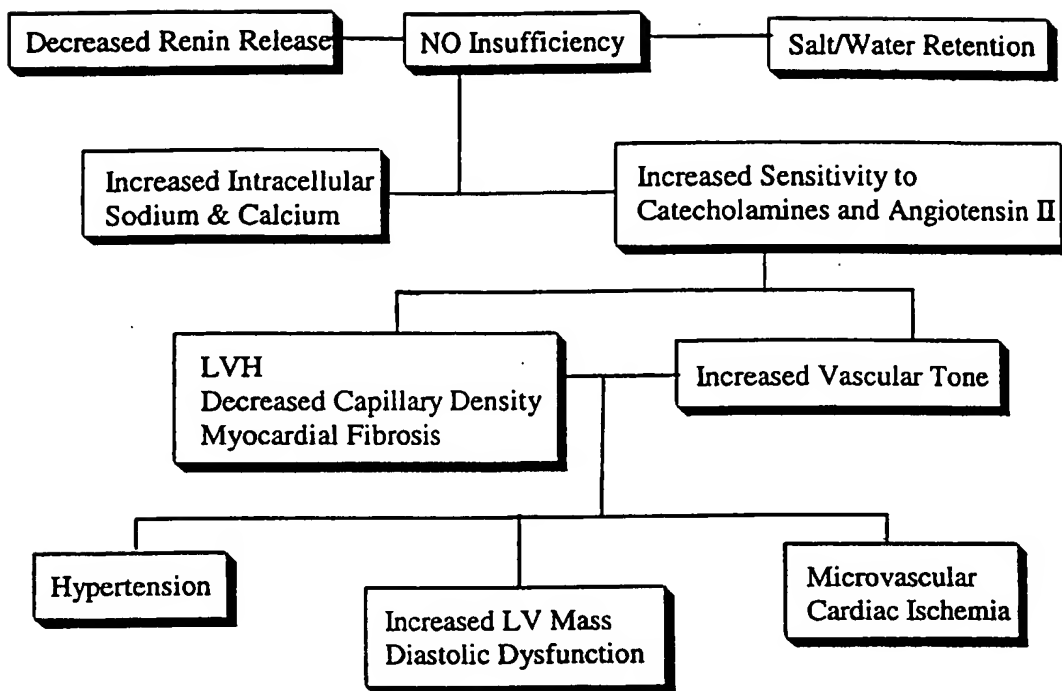 Decreased Renin Release
NO Insufficiency
Salt/Water Retention
Increased Intracellular
Sodium & Calcium
Increased Sensitivity to
Catecholamines and Angiotensin II
LVH
Decreased Capillary Density
Myocardial Fibrosis
Increased Vascular Tone
Hypertension
Increased LV Mass
Diastolic Dysfunction
Microvascular
Cardiac Ischemia